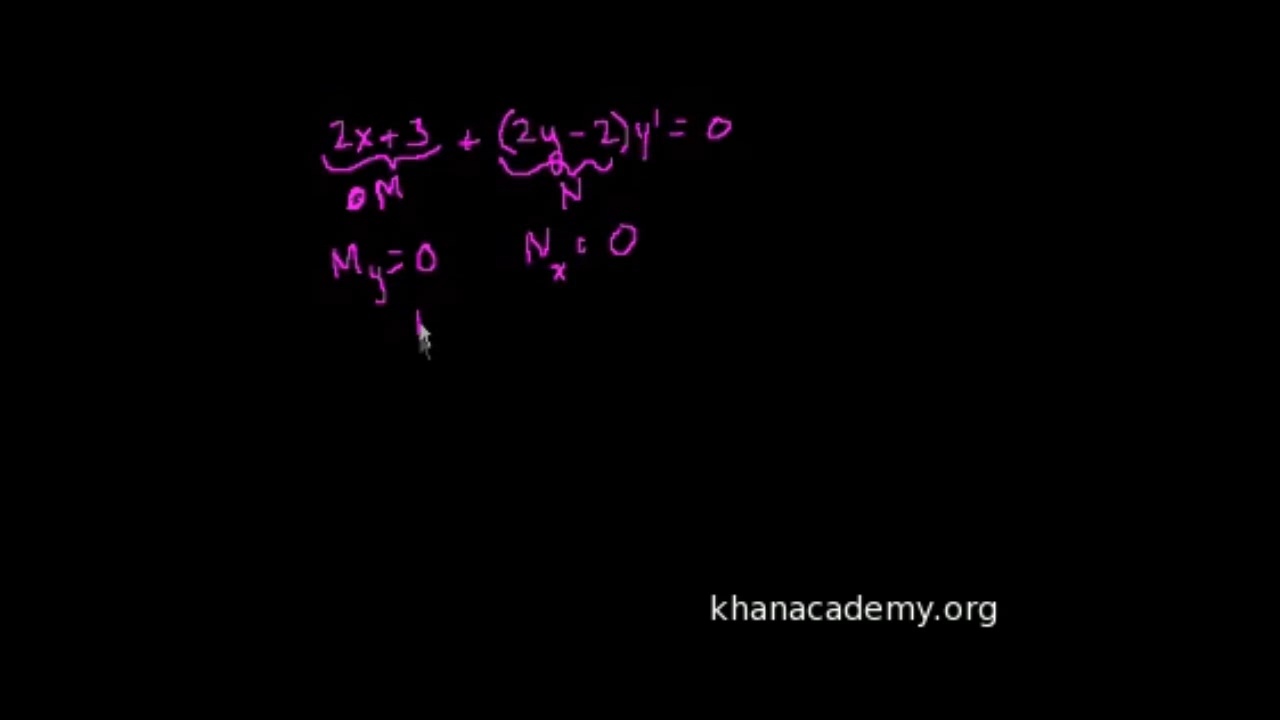 2x+3 + (2y-2)y' = 0
M N
My = 0 Nx = 0
khanacademy.org